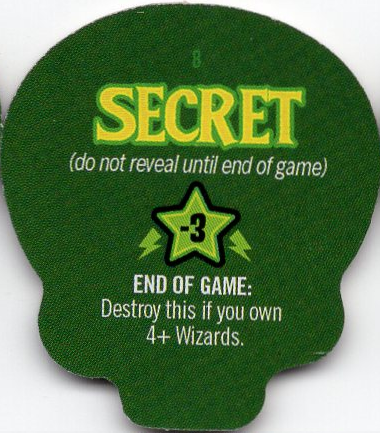 8
SECRET
(do not reveal until end of game)
-3
END OF GAME:
Destroy this if you own
4+ Wizards.